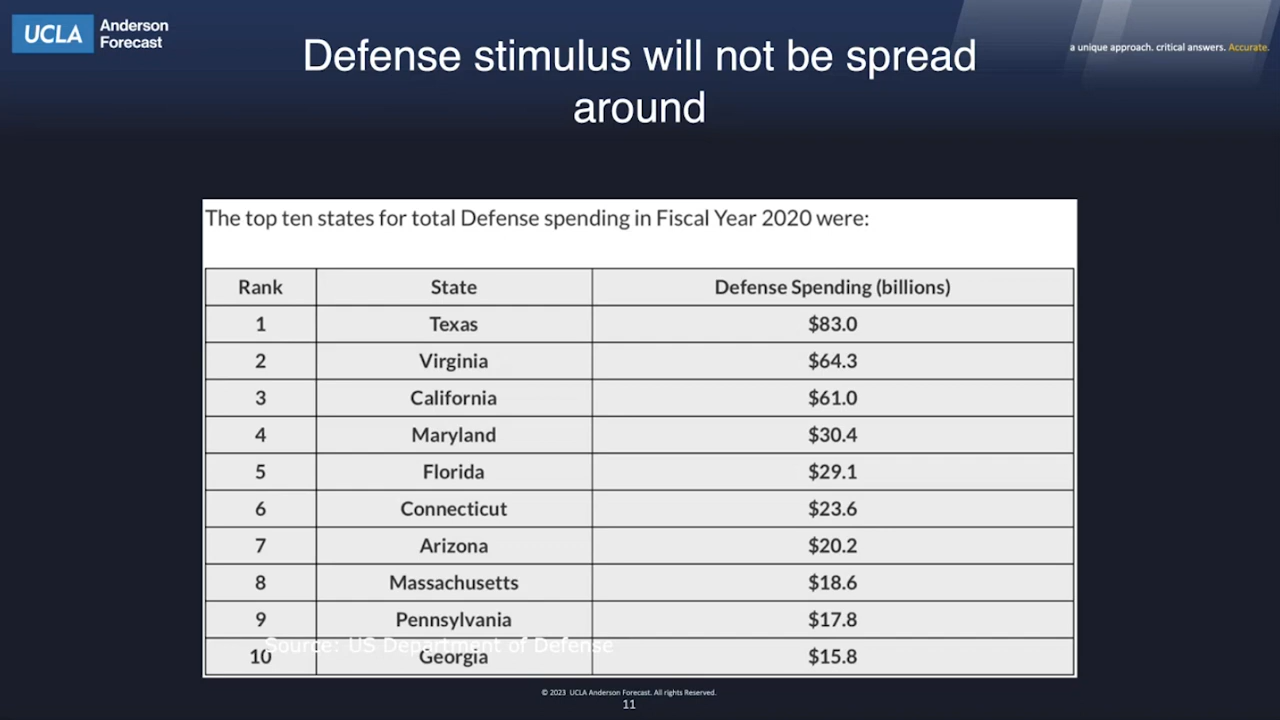 UCLA Anderson
Forecast
a unique approach. critical answers. Accurate.
Defense stimulus will not be spread
around
The top ten states for total Defense spending in Fiscal Year 2020 were:
Rank State Defense Spending (billions)
1 Texas $83.0
2 Virginia $64.3
3 California $61.0
4 Maryland $30.4
5 Florida $29.1
6 Connecticut $23.6
7 Arizona $20.2
8 Massachusetts $18.6
9 Pennsylvania $17.8
Source: US Department of Defense
10 Georgia $15.8
© 2023 UCLA Anderson Forecast. All rights Reserved.
11